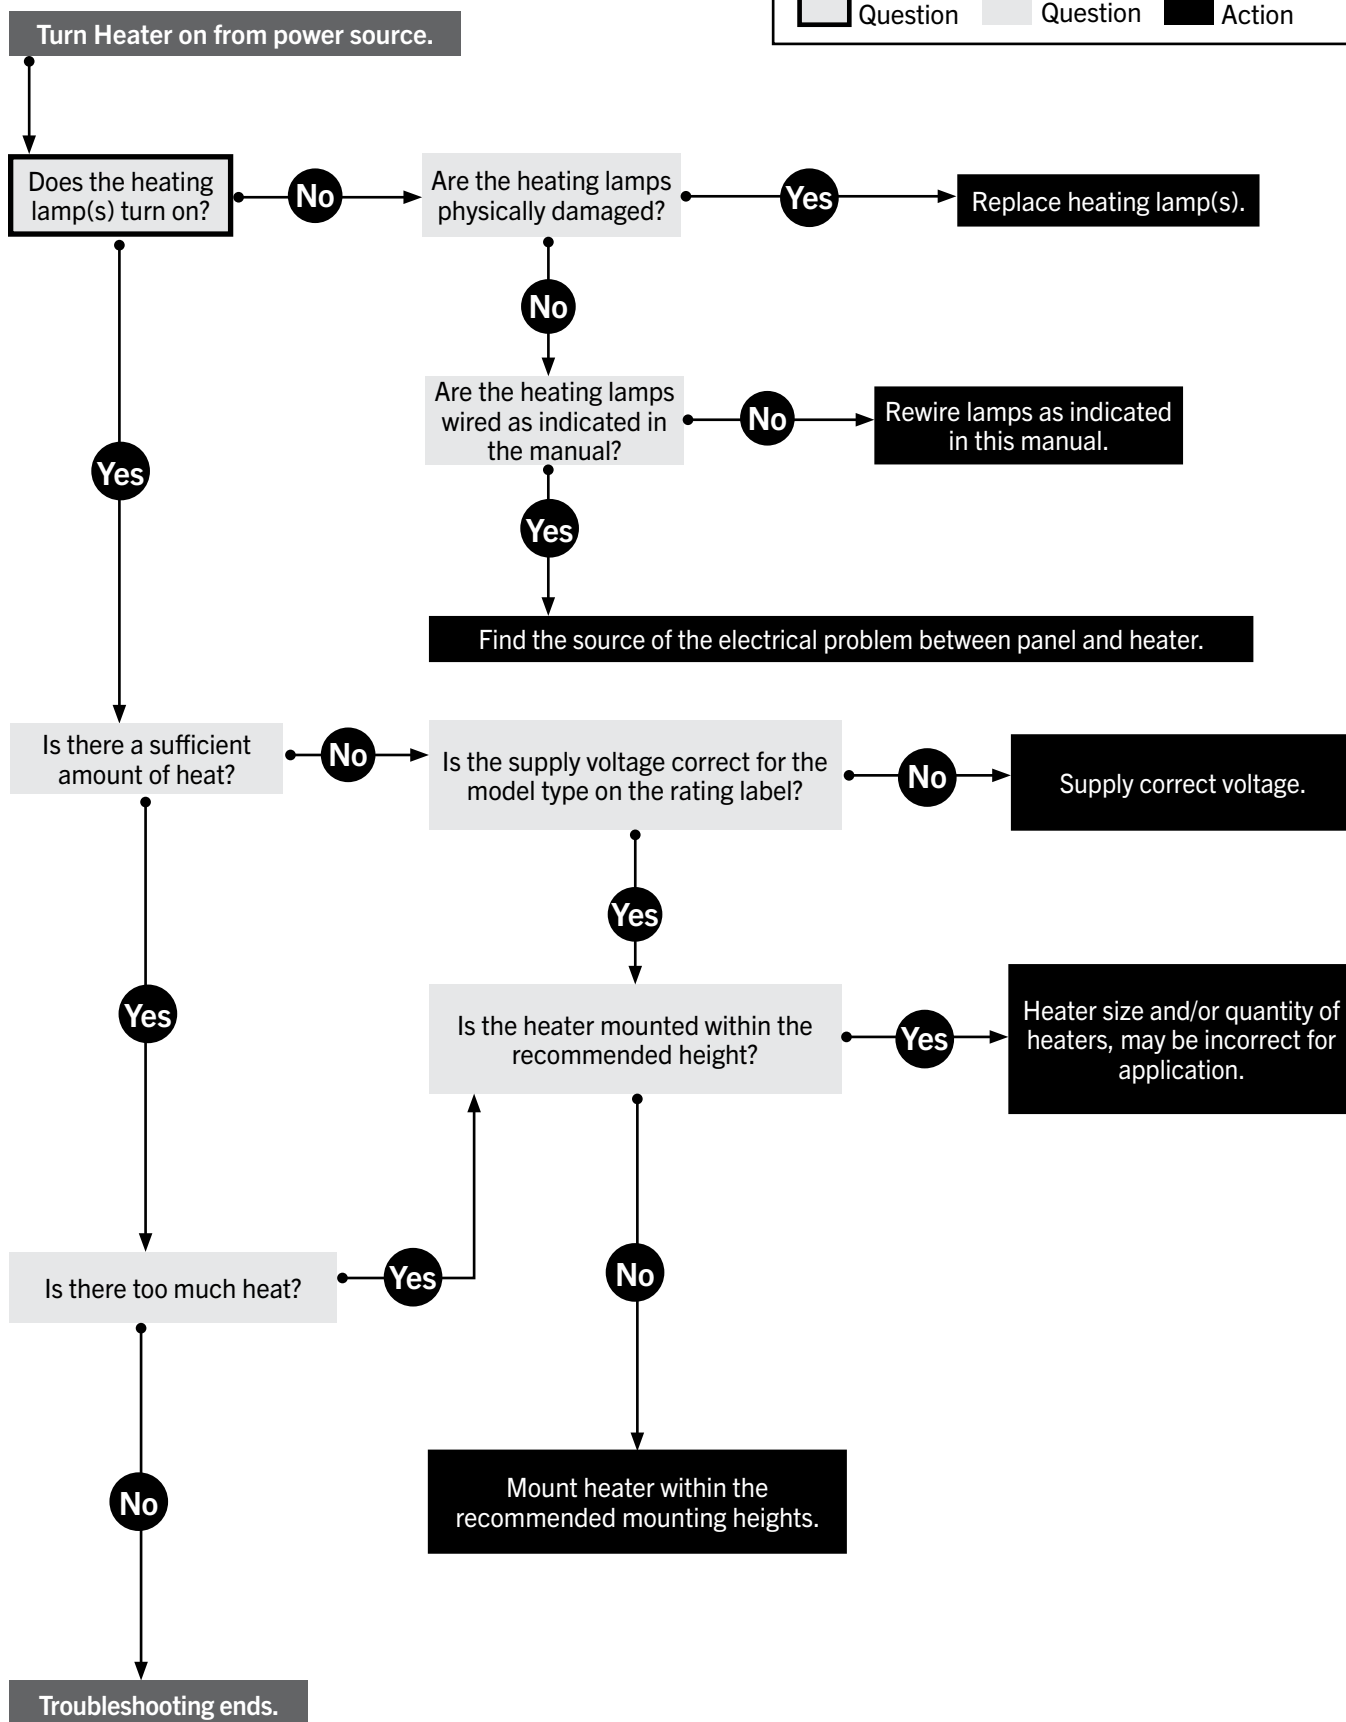 Question
Question
Action
Turn Heater on from power source.
Does the heating
lamp(s) turn on?
No
Are the heating lamps
physically damaged?
Yes
Replace heating lamp(s).
No
Are the heating lamps
wired as indicated in
the manual?
No
Rewire lamps as indicated
in this manual.
Yes
Yes
Find the source of the electrical problem between panel and heater.
Is there a sufficient
amount of heat?
No
Is the supply voltage correct for the
model type on the rating label?
No
Supply correct voltage.
Yes
Yes
Is the heater mounted within the
recommended height?
Yes
Heater size and/or quantity of
heaters, may be incorrect for
application.
Is there too much heat?
Yes
No
Mount heater within the
recommended mounting heights.
No
Troubleshooting ends.